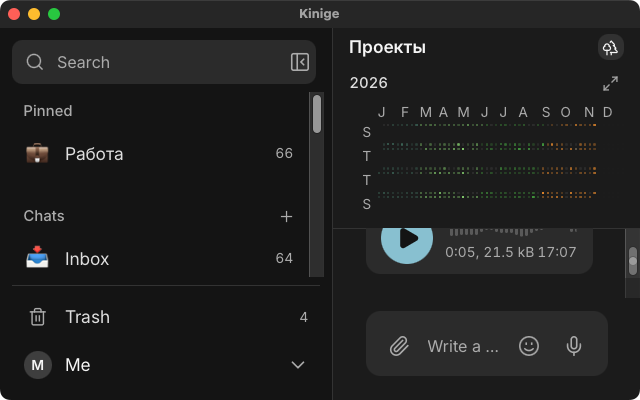 Kinige
Search
Pinned
Работа 66
Chats
Inbox 64
Trash 4
M Me
Проекты
2026
J F M A M J J A S O N D
S
T
T
S
0:05, 21.5 kB 17:07
Write a ...